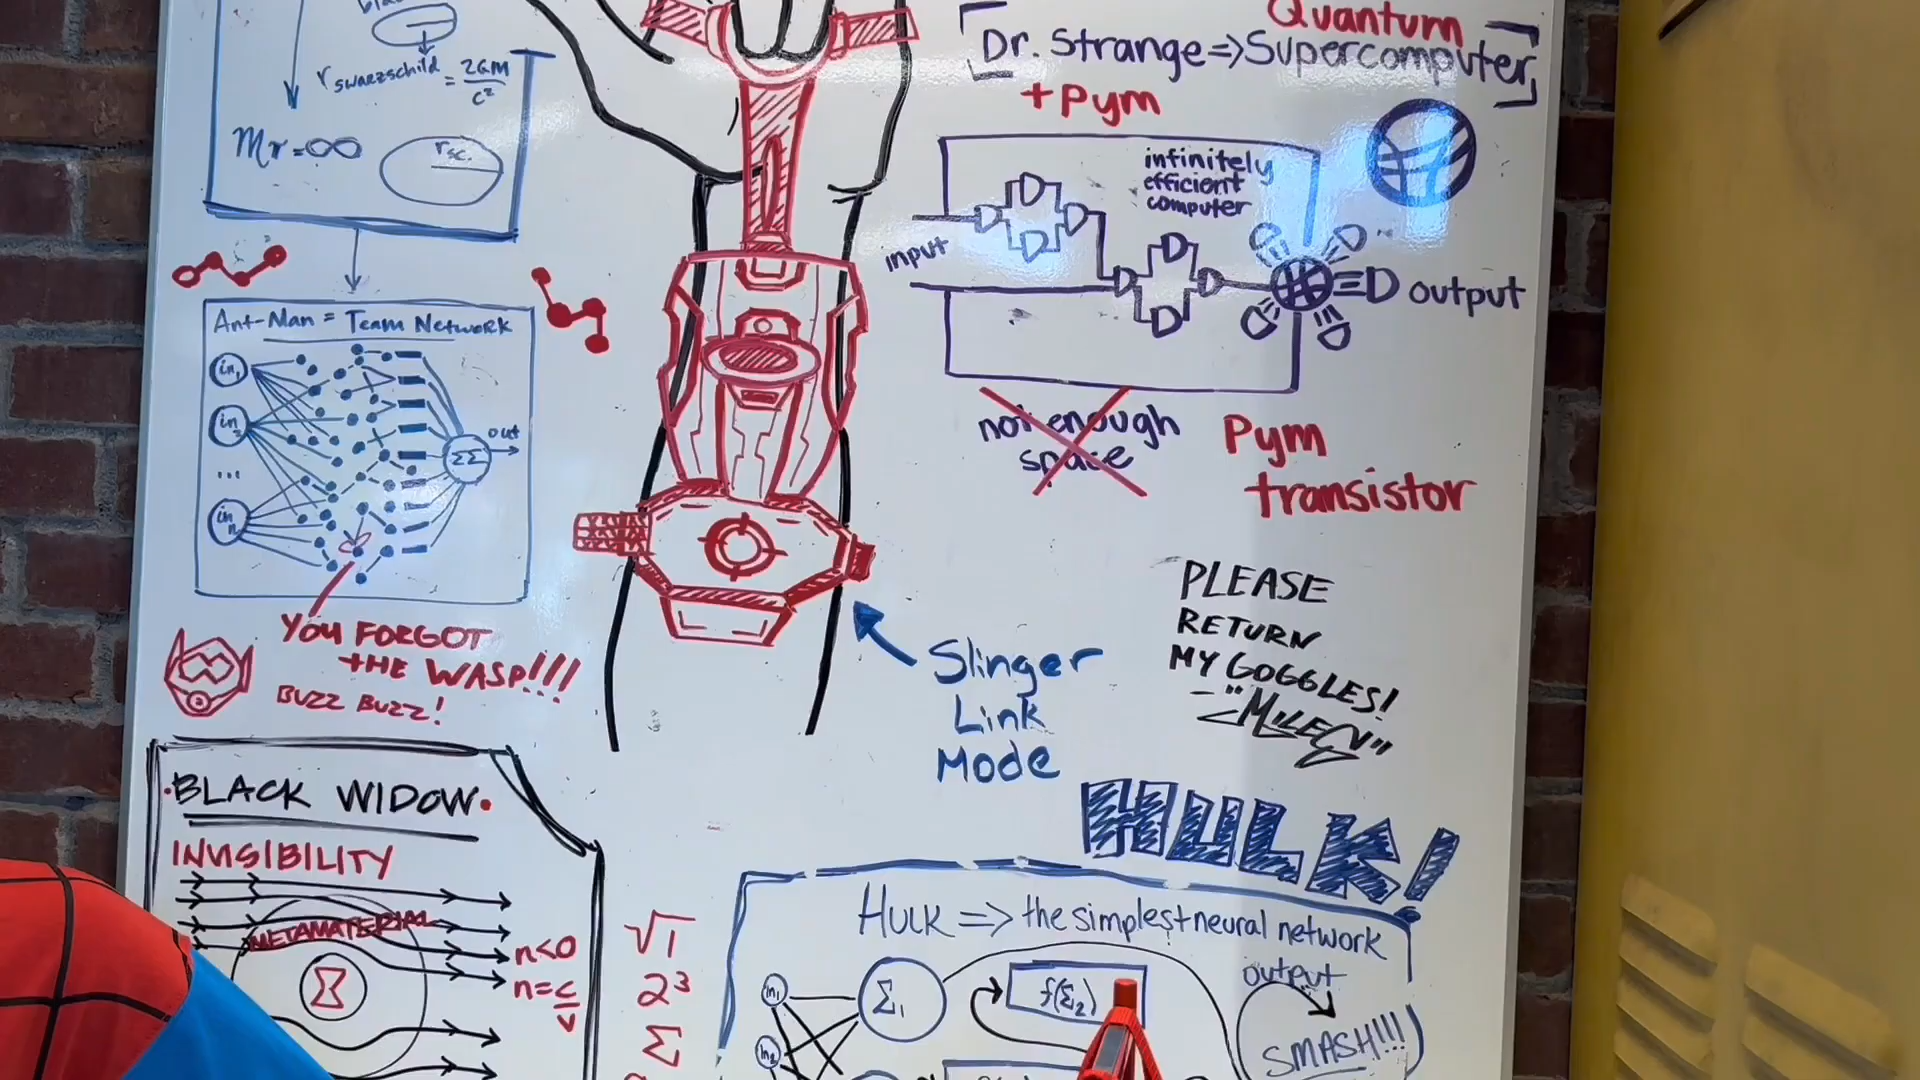 r swarzschild = 2GM
c²
Mr=∞
rsc.
Ant-Man = Team Network
in1
in2
...
inn
ΣΣ
out
YOU FORGOT
THE WASP!!!
BUZZ BUZZ!
Quantum
Dr. Strange => Supercomputer
+Pym
infinitely
efficient
computer
input
output
not enough
space
Pym
transistor
PLEASE
RETURN
MY GOGGLES!
Slinger
Link
Mode
BLACK WIDOW
INVISIBILITY
METAMATERIAL
n<0
n=c
v
√1
2³
Σ
HULK!
HULK => the simplest neural network
output
in1
Σ1
f(Σ2)
in2
SMASH!!!